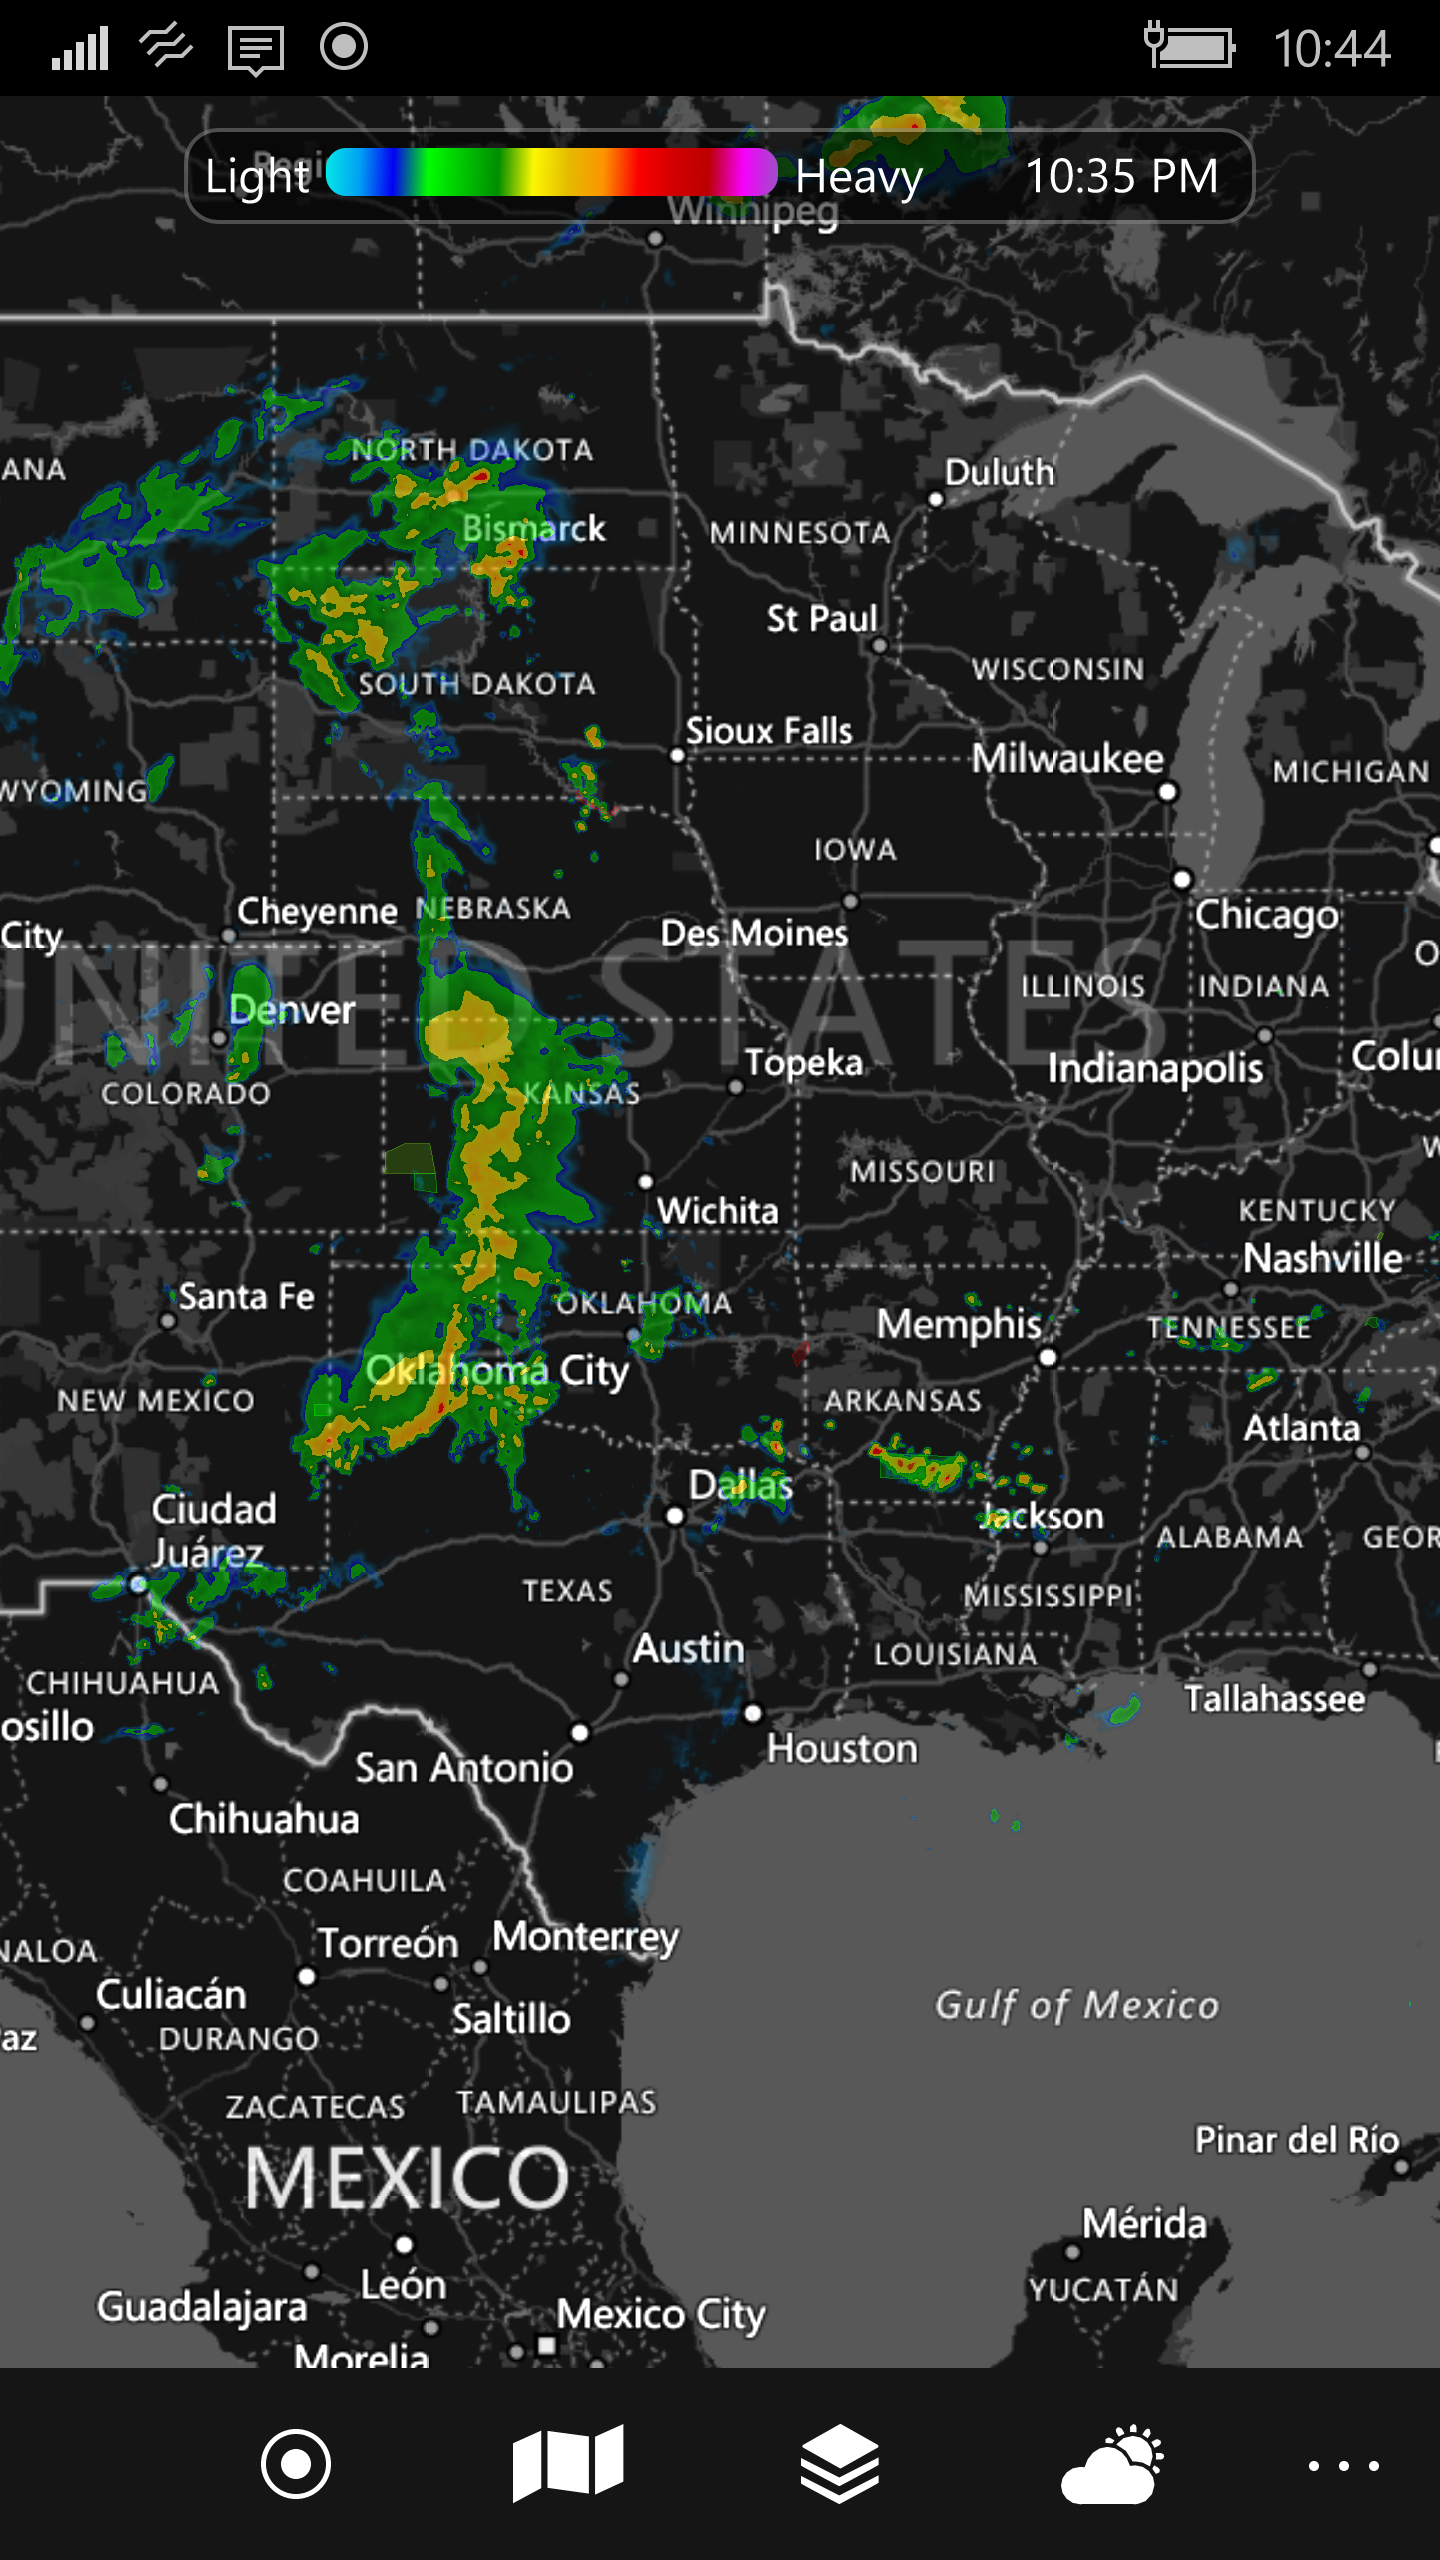 10:44
Light
Heavy
10:35 PM
Regi
Winnipeg
NORTH DAKOTA
ANA
Duluth
Bismarck
MINNESOTA
St Paul
WISCONSIN
SOUTH DAKOTA
Sioux Falls
Milwaukee
MICHIGAN
WYOMING
IOWA
Cheyenne
NEBRASKA
Chicago
City
Des Moines
UNITED STATES
O
ILLINOIS
INDIANA
Denver
Topeka
Indianapolis
Colu
COLORADO
KANSAS
W
MISSOURI
Wichita
KENTUCKY
Nashville
Santa Fe
OKLAHOMA
Memphis
TENNESSEE
Oklahoma City
NEW MEXICO
ARKANSAS
Atlanta
Dallas
Ciudad
Juárez
Jackson
ALABAMA
GEOR
TEXAS
MISSISSIPPI
Austin
LOUISIANA
CHIHUAHUA
Tallahassee
osillo
San Antonio
Houston
Chihuahua
COAHUILA
Torreón
Monterrey
NALOA
Culiacán
Saltillo
Gulf of Mexico
az
DURANGO
ZACATECAS
TAMAULIPAS
Pinar del Río
MEXICO
Mérida
León
YUCATÁN
Guadalajara
Mexico City
Morelia